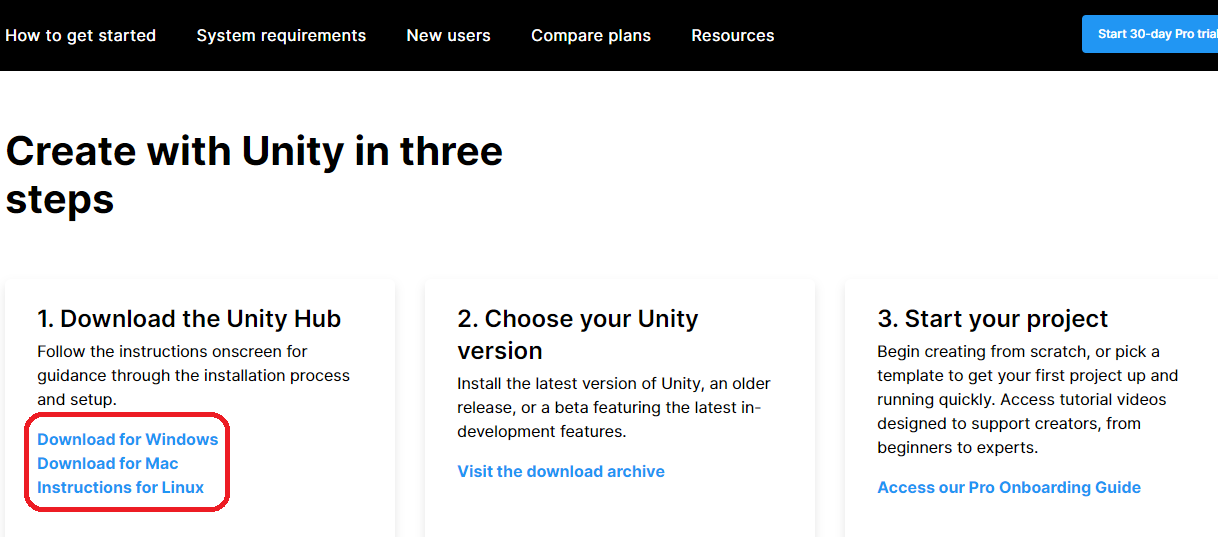 How to get started System requirements New users Compare plans Resources Start 30-day Pro trial
Create with Unity in three
steps
1. Download the Unity Hub
Follow the instructions onscreen for
guidance through the installation process
and setup.
Download for Windows
Download for Mac
Instructions for Linux
2. Choose your Unity
version
Install the latest version of Unity, an older
release, or a beta featuring the latest in-
development features.
Visit the download archive
3. Start your project
Begin creating from scratch, or pick a
template to get your first project up and
running quickly. Access tutorial videos
designed to support creators, from
beginners to experts.
Access our Pro Onboarding Guide